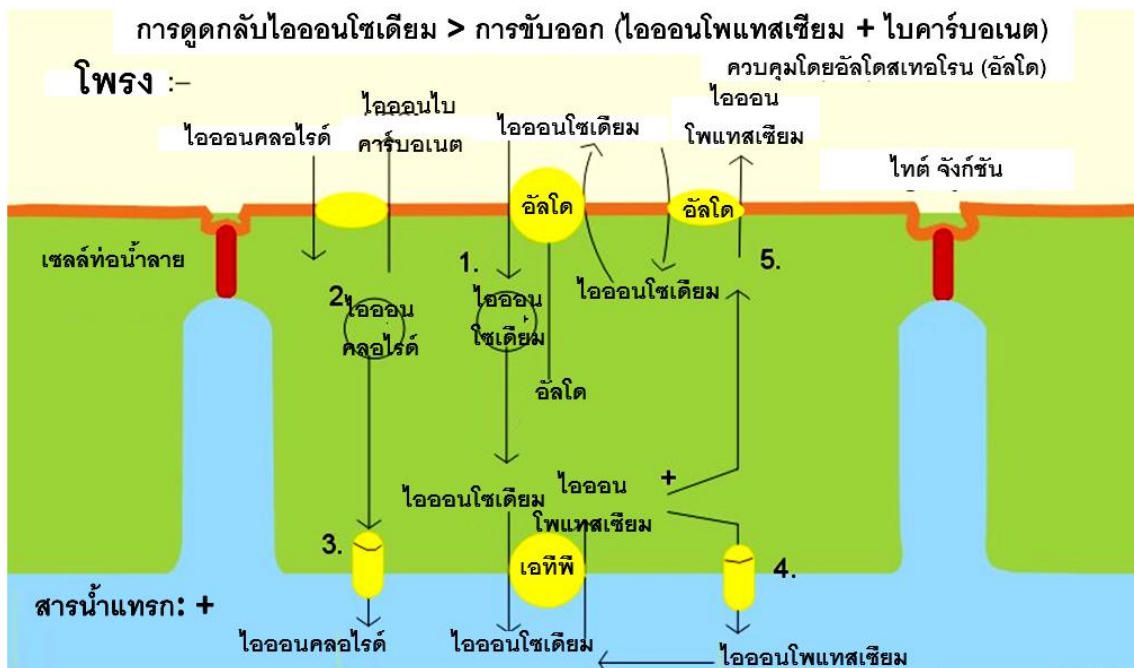 การดูดกลับไอออนโซเดียม > การขับออก (ไอออนโพแทสเซียม + ไบคาร์บอเนต)
ควบคุมโดยอัลโดสเทอโรน (อัลโด)
โพรง :-
ไอออนคลอไรด์
ไอออนไบ
คาร์บอเนต
ไอออนโซเดียม
ไอออน
โพแทสเซียม
ไทต์ จังก์ชัน
อัลโด
อัลโด
เซลล์ท่อน้ำลาย
1.
5.
2.
ไอออน
คลอไรด์
ไอออน
โซเดียม
ไอออนโซเดียม
อัลโด
ไอออนโซเดียม
ไอออน
โพแทสเซียม
+
3.
เอทีพี
4.
สารน้ำแทรก: +
ไอออนคลอไรด์
ไอออนโซเดียม
ไอออนโพแทสเซียม